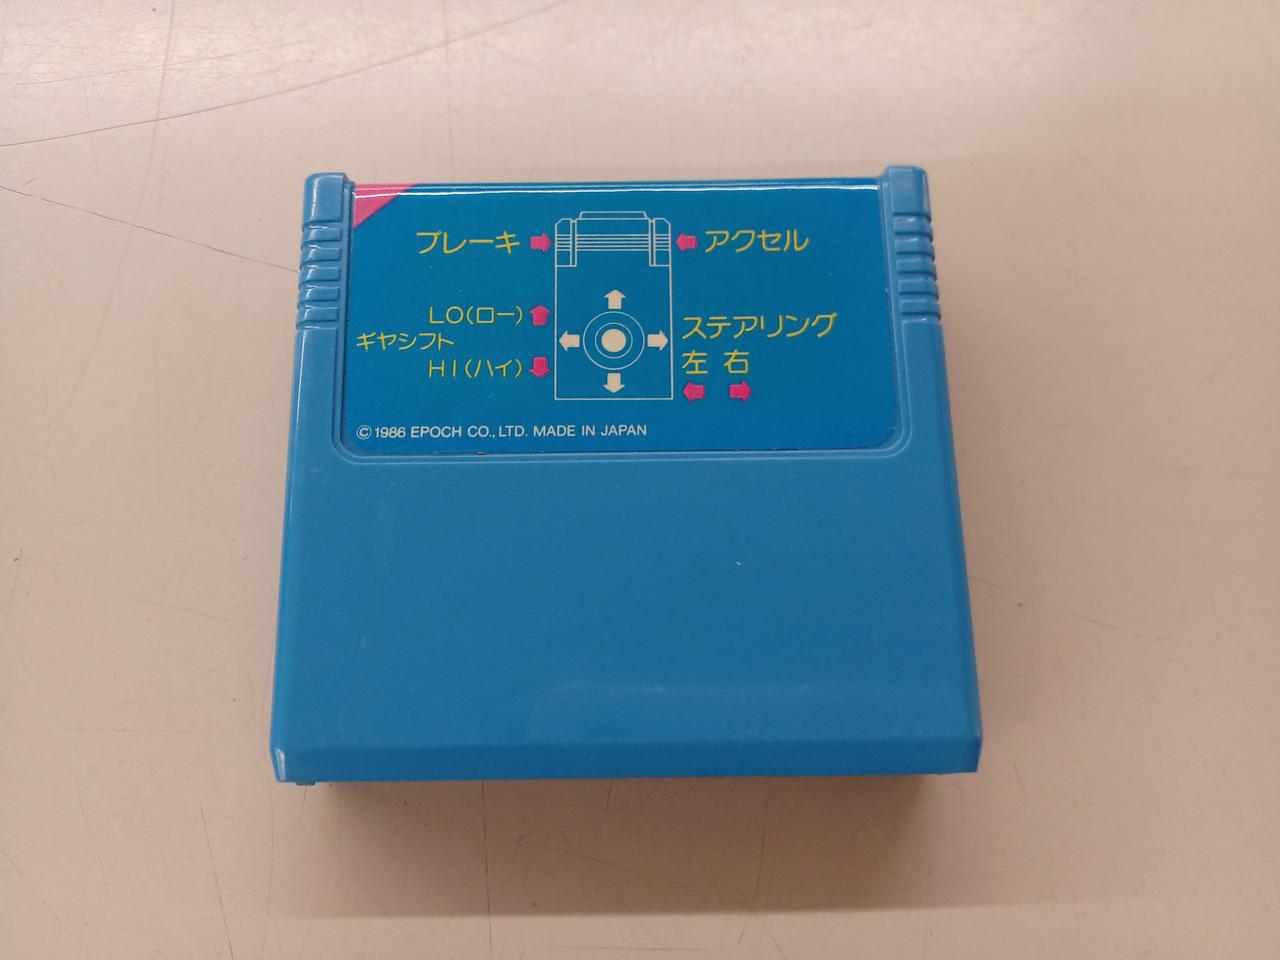 ブレーキ アクセル
LO(ロー)
ギヤシフト
HI(ハイ)
ステアリング
左 右
©1986 EPOCH CO., LTD. MADE IN JAPAN